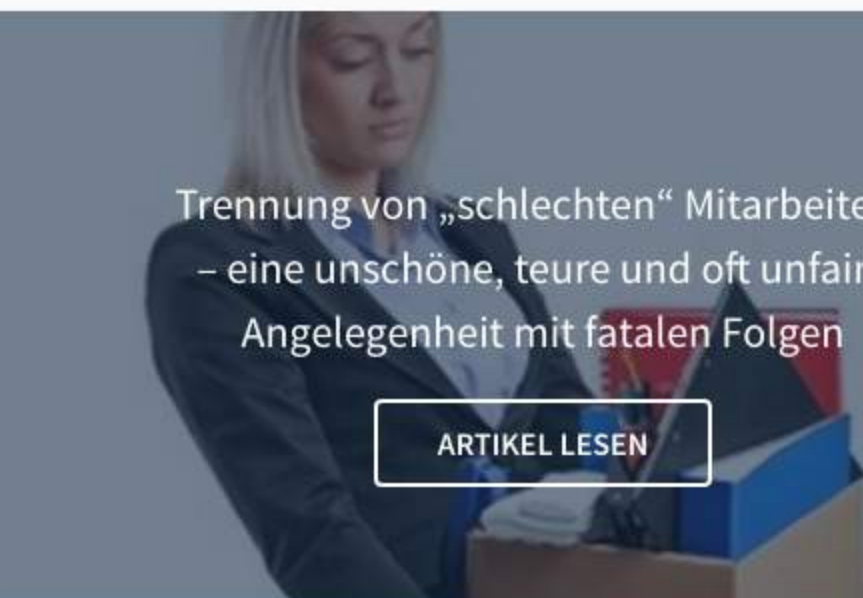 Trennung von „schlechten“ Mitarbeite
– eine unschöne, teure und oft unfair
Angelegenheit mit fatalen Folgen
ARTIKEL LESEN